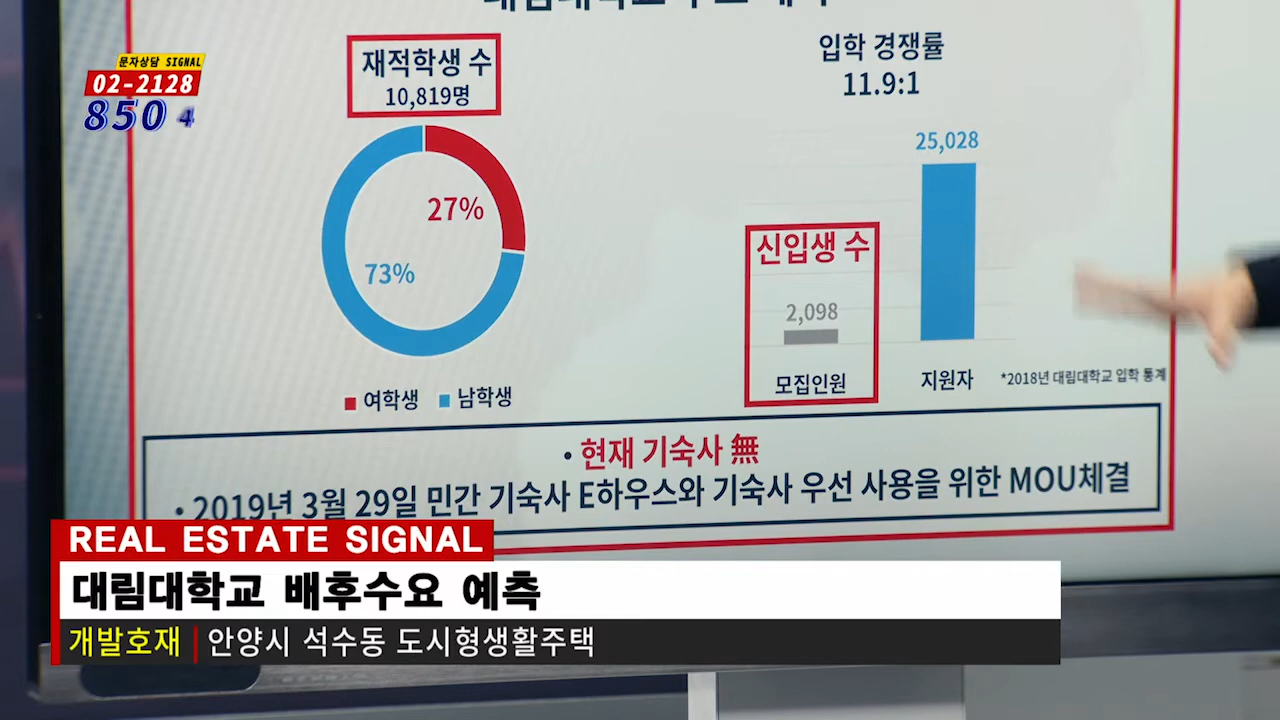 문자상담 SIGNAL
02-2128
850 4
재적학생 수
10,819명
27%
73%
여학생 남학생
입학 경쟁률
11.9:1
25,028
신입생 수
2,098
모집인원
지원자
*2018년 대림대학교 입학 통계
• 현재 기숙사 無
• 2019년 3월 29일 민간 기숙사 E하우스와 기숙사 우선 사용을 위한 MOU체결
REAL ESTATE SIGNAL
대림대학교 배후수요 예측
개발호재 | 안양시 석수동 도시형생활주택